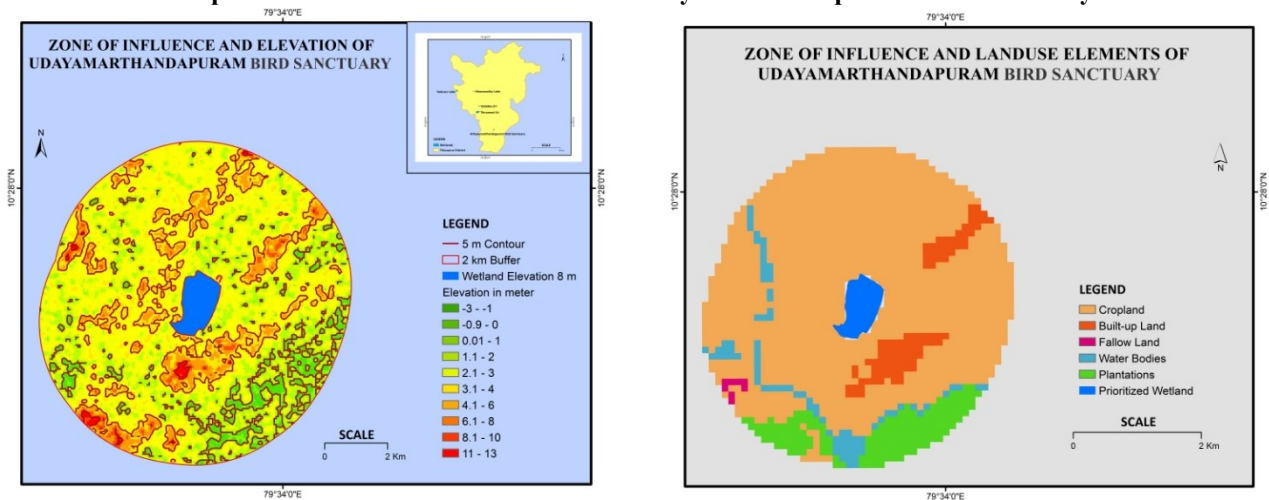 79°34'0"E
ZONE OF INFLUENCE AND ELEVATION OF
UDAYAMARTHANDAPURAM BIRD SANCTUARY
N
10°28'0"N
10°28'0"N
LEGEND
5 m Contour
2 km Buffer
Wetland Elevation 8 m
Elevation in meter
-3 - -1
-0.9 - 0
0.01 - 1
1.1 - 2
2.1 - 3
3.1 - 4
4.1 - 6
6.1 - 8
8.1 - 10
11 - 13
SCALE
0 2 Km
79°34'0"E
79°34'0"E
ZONE OF INFLUENCE AND LANDUSE ELEMENTS OF
UDAYAMARTHANDAPURAM BIRD SANCTUARY
N
10°28'0"N
10°28'0"N
LEGEND
Cropland
Built-up Land
Fallow Land
Water Bodies
Plantations
Prioritized Wetland
SCALE
0 2 Km
79°34'0"E